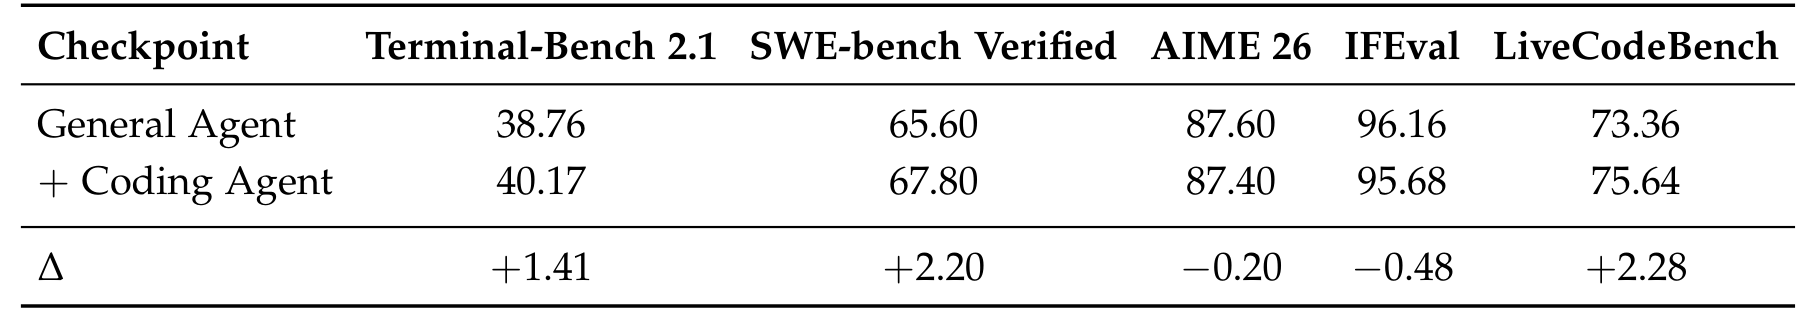 Checkpoint Terminal-Bench 2.1 SWE-bench Verified AIME 26 IFEval LiveCodeBench
General Agent 38.76 65.60 87.60 96.16 73.36
+ Coding Agent 40.17 67.80 87.40 95.68 75.64
Δ +1.41 +2.20 −0.20 −0.48 +2.28